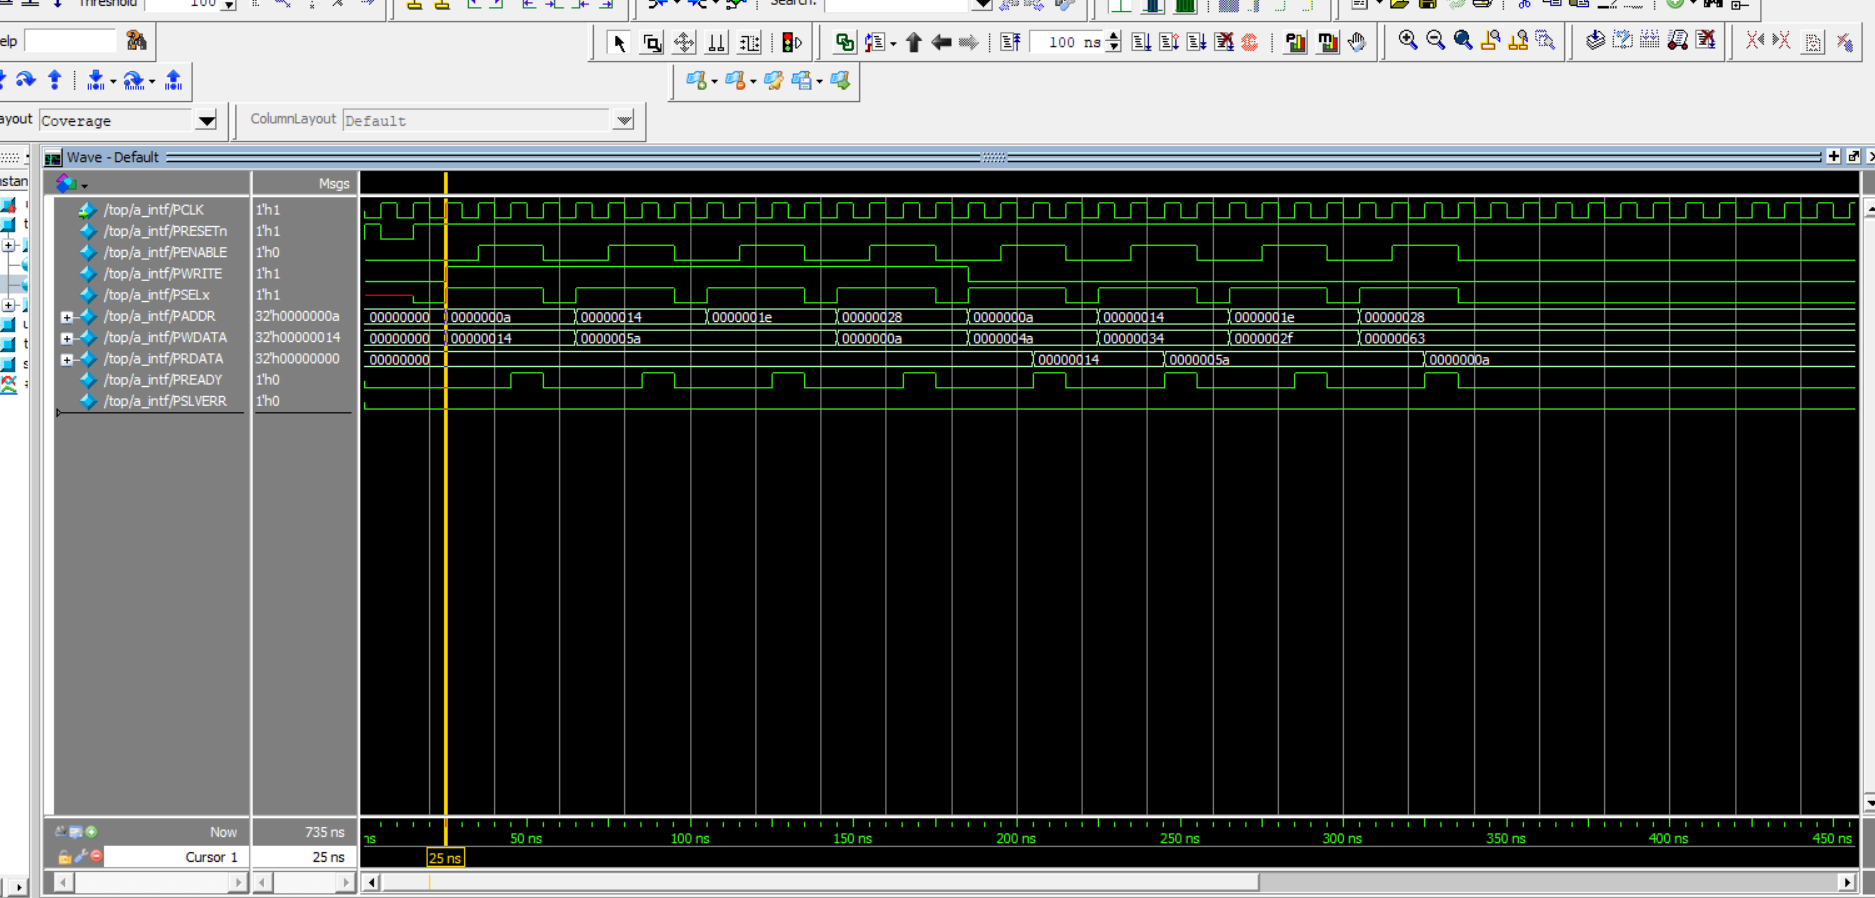 Threshold 100
Search:
elp
100 ns
ayout Coverage
ColumnLayout Default
Wave - Default
nstan
Msgs
/top/a_intf/PCLK 1'h1
/top/a_intf/PRESETn 1'h1
/top/a_intf/PENABLE 1'h0
/top/a_intf/PWRITE 1'h1
/top/a_intf/PSELx 1'h1
/top/a_intf/PADDR 32'h0000000a 00000000 0000000a 00000014 0000001e 00000028 0000000a 00000014 0000001e 00000028
/top/a_intf/PWDATA 32'h00000014 00000000 00000014 0000005a 0000000a 0000004a 00000034 0000002f 00000063
/top/a_intf/PRDATA 32'h00000000 00000000 00000014 0000005a 0000000a
/top/a_intf/PREADY 1'h0
/top/a_intf/PSLVERR 1'h0
Now 735 ns
ns 50 ns 100 ns 150 ns 200 ns 250 ns 300 ns 350 ns 400 ns 450 ns
Cursor 1 25 ns
25 ns